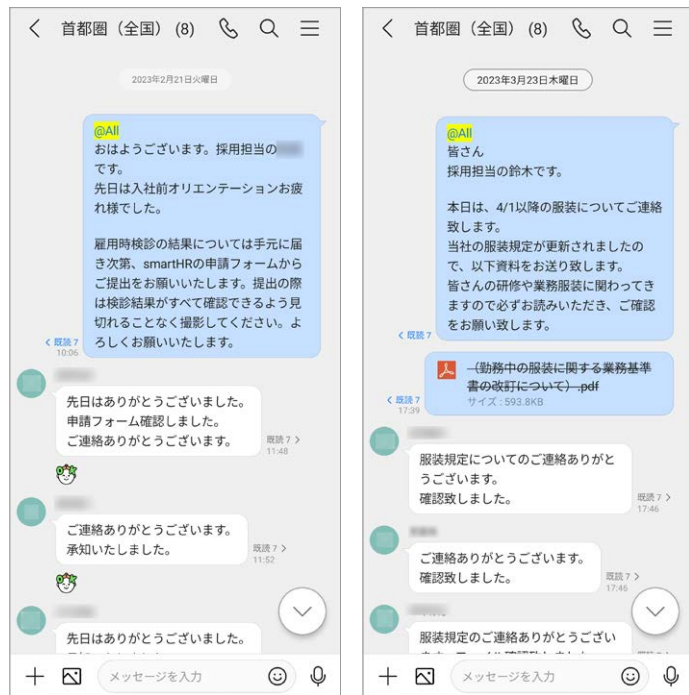 首都圏（全国）(8)
2023年2月21日火曜日
@All
おはようございます。採用担当の
です。
先日は入社前オリエンテーションお疲
れ様でした。
雇用時検診の結果については手元に届
き次第、smartHRの申請フォームから
ご提出をお願いいたします。提出の際
は検診結果がすべて確認できるよう見
切れることなく撮影してください。よ
ろしくお願いいたします。
既読 7
10:06
先日はありがとうございました。
申請フォーム確認しました。
ご連絡ありがとうございます。
既読 7
11:48
ご連絡ありがとうございます。
承知いたしました。
既読 7
11:52
先日はありがとうございました。
メッセージを入力
首都圏（全国）(8)
2023年3月23日木曜日
@All
皆さん
採用担当の鈴木です。
本日は、4/1以降の服装についてご連絡
致します。
当社の服装規定が更新されましたの
で、以下資料をお送り致します。
皆さんの研修や業務服装に関わってき
ますので必ずお読みいただき、ご確認
をお願い致します。
既読 7
（勤務中の服装に関する業務基準
書の改訂について）.pdf
サイズ : 593.8KB
既読 7
17:39
服装規定についてのご連絡ありがと
うございます。
確認致しました。
既読 7
17:46
ご連絡ありがとうございます。
確認致しました。
既読 7
17:46
服装規定のご連絡ありがとうござい
メッセージを入力